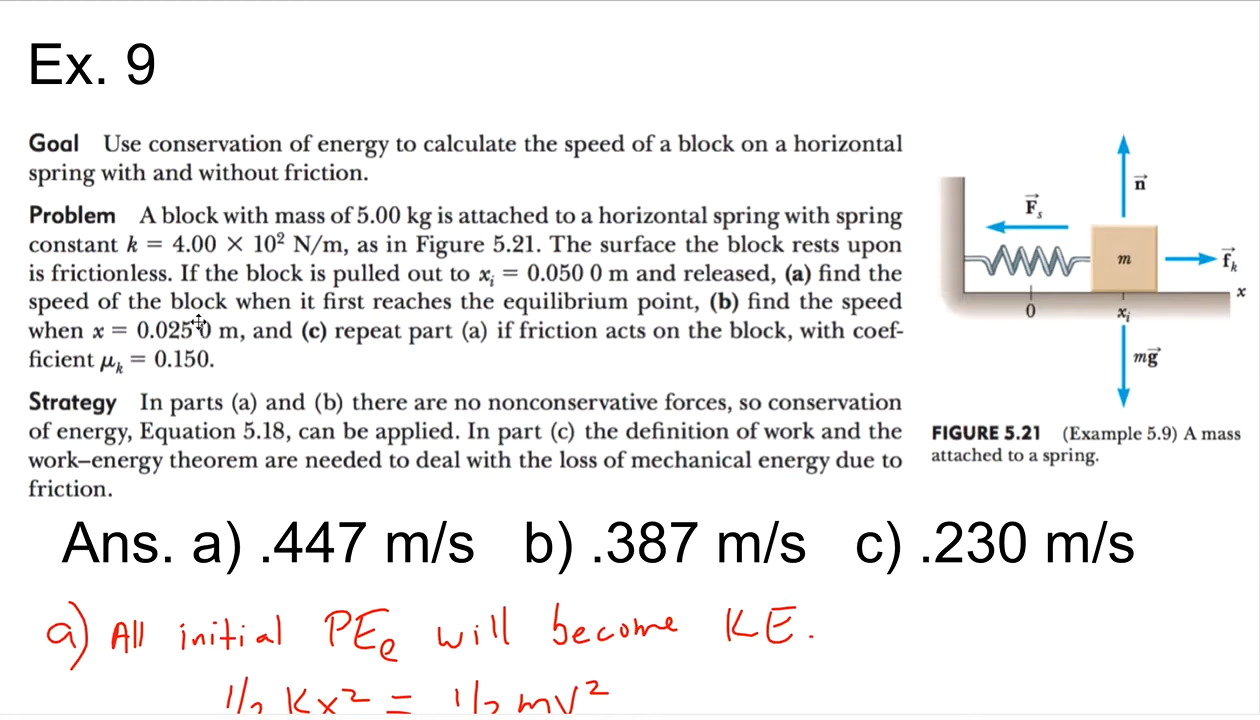 Ex. 9
Goal Use conservation of energy to calculate the speed of a block on a horizontal
spring with and without friction.
Problem A block with mass of 5.00 kg is attached to a horizontal spring with spring
constant k = 4.00 × 10² N/m, as in Figure 5.21. The surface the block rests upon
is frictionless. If the block is pulled out to xᵢ = 0.050 0 m and released, (a) find the
speed of the block when it first reaches the equilibrium point, (b) find the speed
when x = 0.025 0 m, and (c) repeat part (a) if friction acts on the block, with coef-
ficient μₖ = 0.150.
Strategy In parts (a) and (b) there are no nonconservative forces, so conservation
of energy, Equation 5.18, can be applied. In part (c) the definition of work and the
work–energy theorem are needed to deal with the loss of mechanical energy due to
friction.
n⃗
F⃗ₛ
m
f⃗ₖ
x
0
xᵢ
mg⃗
FIGURE 5.21 (Example 5.9) A mass
attached to a spring.
Ans. a) .447 m/s b) .387 m/s c) .230 m/s
a) All initial PEₑ will become KE.
1/2 Kx² = 1/2 mv²